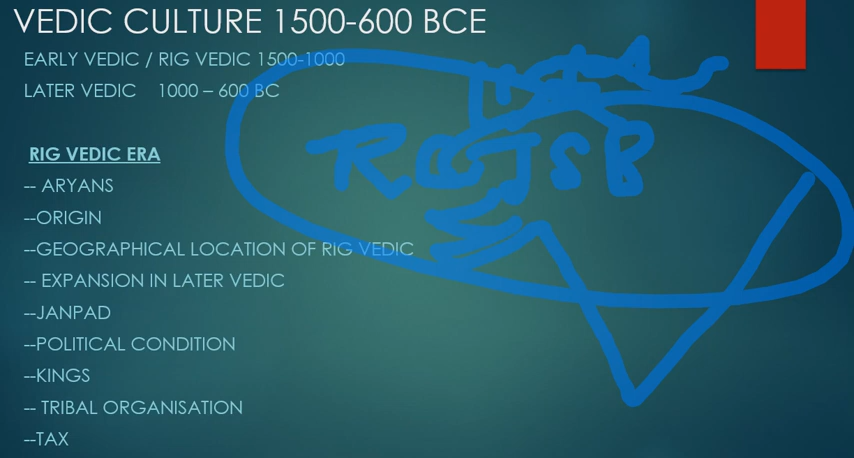 VEDIC CULTURE 1500-600 BCE
EARLY VEDIC / RIG VEDIC 1500-1000
LATER VEDIC 1000 – 600 BC
RIG VEDIC ERA
-- ARYANS
--ORIGIN
--GEOGRAPHICAL LOCATION OF RIG VEDIC
-- EXPANSION IN LATER VEDIC
--JANPAD
--POLITICAL CONDITION
--KINGS
-- TRIBAL ORGANISATION
--TAX